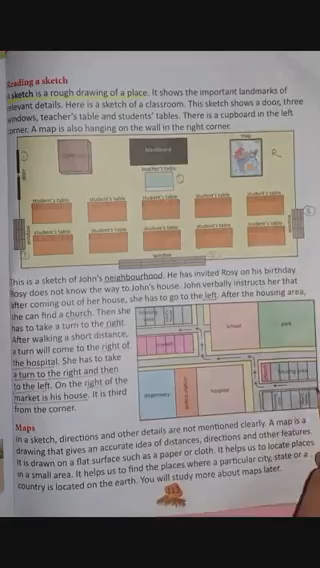 Reading a sketch
A sketch is a rough drawing of a place. It shows the important landmarks of
relevant details. Here is a sketch of a classroom. This sketch shows a door, three
windows, teacher's table and students' tables. There is a cupboard in the left
corner. A map is also hanging on the wall in the right corner.
map
blackboard
teacher's table
door
student's table
student's table
student's table
student's table
student's table
student's table
student's table
student's table
student's table
student's table
window
window
window
This is a sketch of John's neighbourhood. He has invited Rosy on his birthday
Rosy does not know the way to John's house. John verbally instructs her that
after coming out of her house, she has to go to the left. After the housing area,
she can find a church. Then she
has to take a turn to the right.
After walking a short distance,
a turn will come to the right of
the hospital. She has to take
a turn to the right and then
to the left. On the right of the
market is his house. It is third
from the corner.
school
park
church
dispensary
police station
hospital
housing area
Maps
In a sketch, directions and other details are not mentioned clearly. A map is a
drawing that gives an accurate idea of distances, directions and other features.
It is drawn on a flat surface such as a paper or cloth. It helps us to locate places
in a small area. It helps us to find the places where a particular city, state or a
country is located on the earth. You will study more about maps later.
113